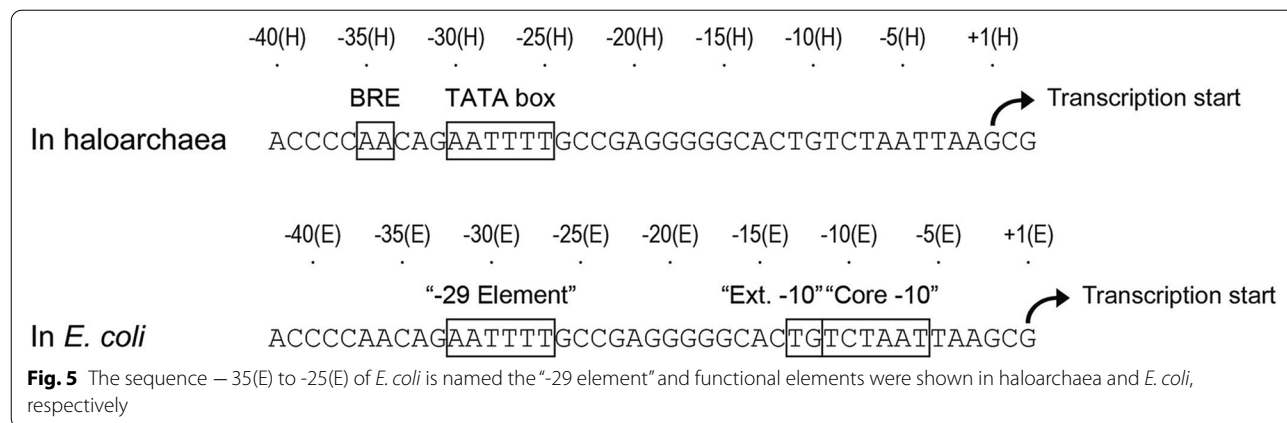 -40(H) -35(H) -30(H) -25(H) -20(H) -15(H) -10(H) -5(H) +1(H)
BRE TATA box
Transcription start
In haloarchaea ACCCCAACAGAATTTTGCCGAGGGGGCACTGTCTAATTAAGCG
-40(E) -35(E) -30(E) -25(E) -20(E) -15(E) -10(E) -5(E) +1(E)
“-29 Element” “Ext. -10” “Core -10”
Transcription start
In E. coli ACCCCAACAGAATTTTGCCGAGGGGGCACTGTCTAATTAAGCG
Fig. 5 The sequence −35(E) to -25(E) of E. coli is named the “-29 element” and functional elements were shown in haloarchaea and E. coli,
respectively